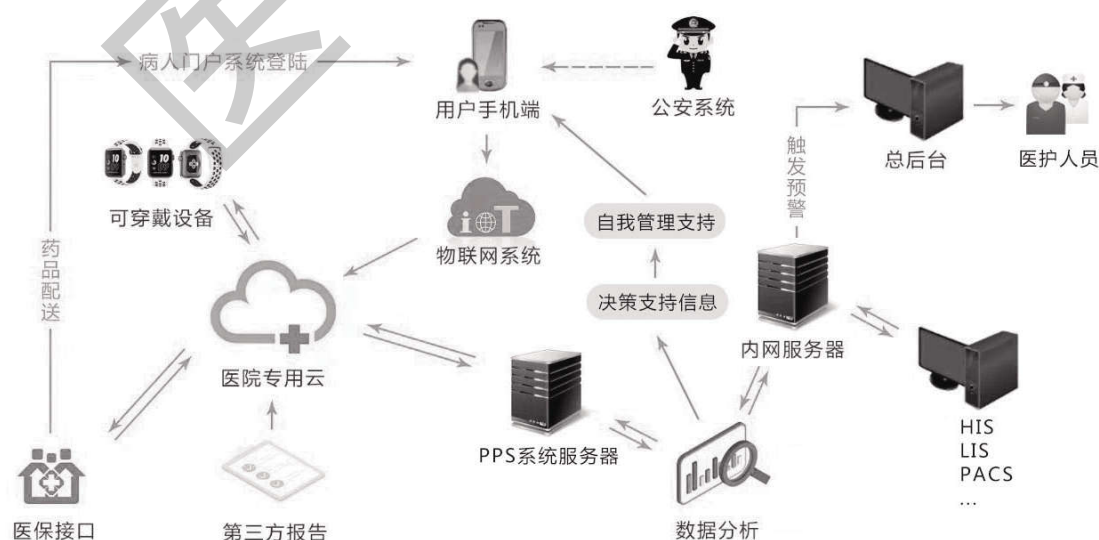 医
病人门户系统登陆
用户手机端
公安系统
总后台
医护人员
触发预警
可穿戴设备
药品配送
iOT
物联网系统
自我管理支持
决策支持信息
内网服务器
医院专用云
PPS系统服务器
HIS
LIS
PACS
...
医保接口
第三方报告
数据分析